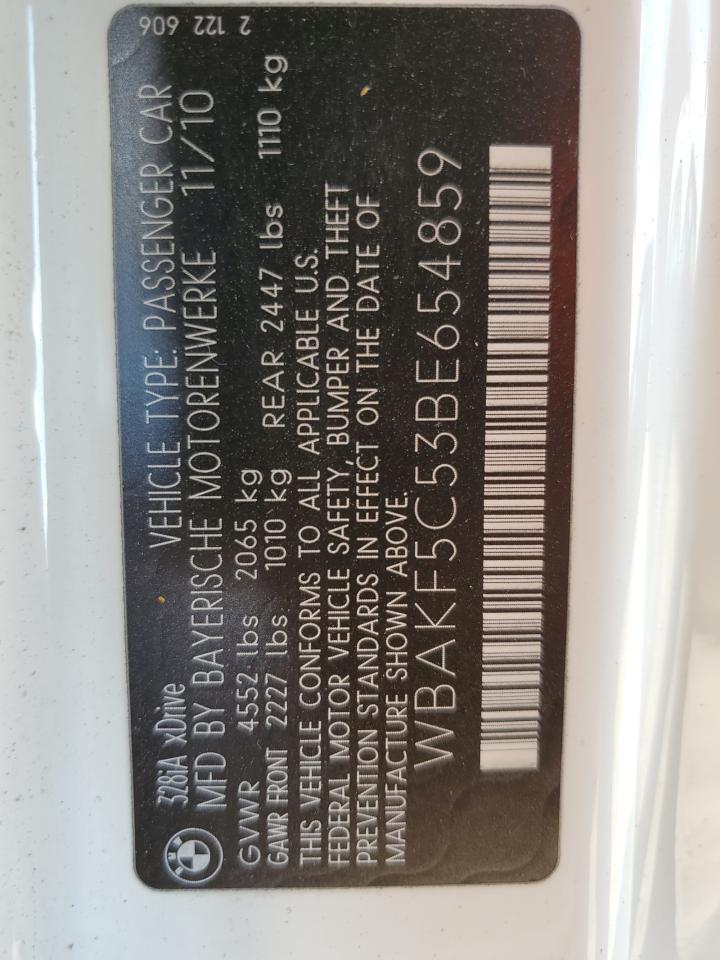 2 122 606
328iA xDrive VEHICLE TYPE: PASSENGER CAR
MFD BY BAYERISCHE MOTORENWERKE 11/10
GVWR 4552 lbs 2065 kg
GAWR FRONT 2227 lbs 1010 kg REAR 2447 lbs 1110 kg
THIS VEHICLE CONFORMS TO ALL APPLICABLE U.S.
FEDERAL MOTOR VEHICLE SAFETY, BUMPER AND THEFT
PREVENTION STANDARDS IN EFFECT ON THE DATE OF
MANUFACTURE SHOWN ABOVE.
WBAKF5C53BE654859